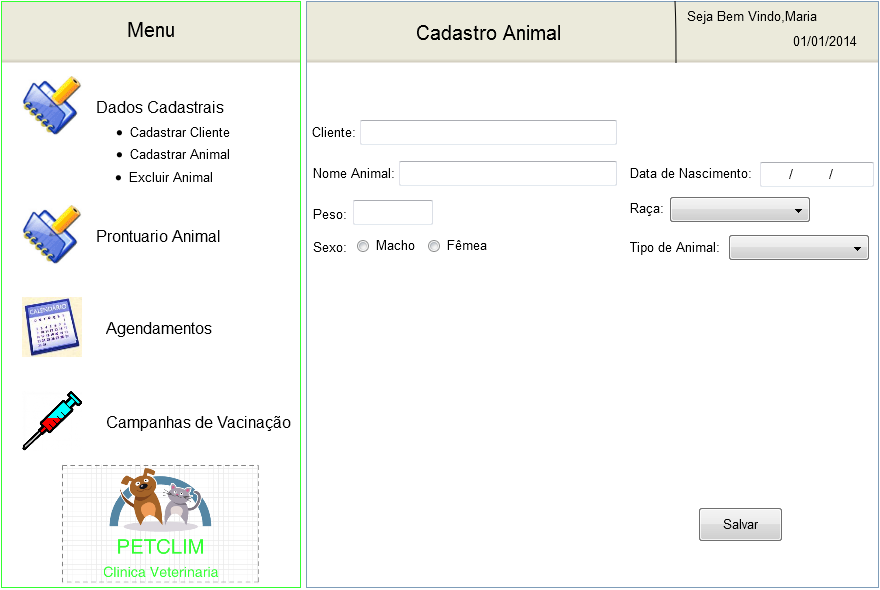 Menu
Dados Cadastrais
Cadastrar Cliente
Cadastrar Animal
Excluir Animal
Prontuario Animal
CALENDÁRIO
Agendamentos
Campanhas de Vacinação
PETCLIM
Clinica Veterinaria
Cadastro Animal
Seja Bem Vindo,Maria
01/01/2014
Cliente:
Nome Animal:
Data de Nascimento: / /
Peso:
Raça:
Sexo: Macho Fêmea
Tipo de Animal:
Salvar